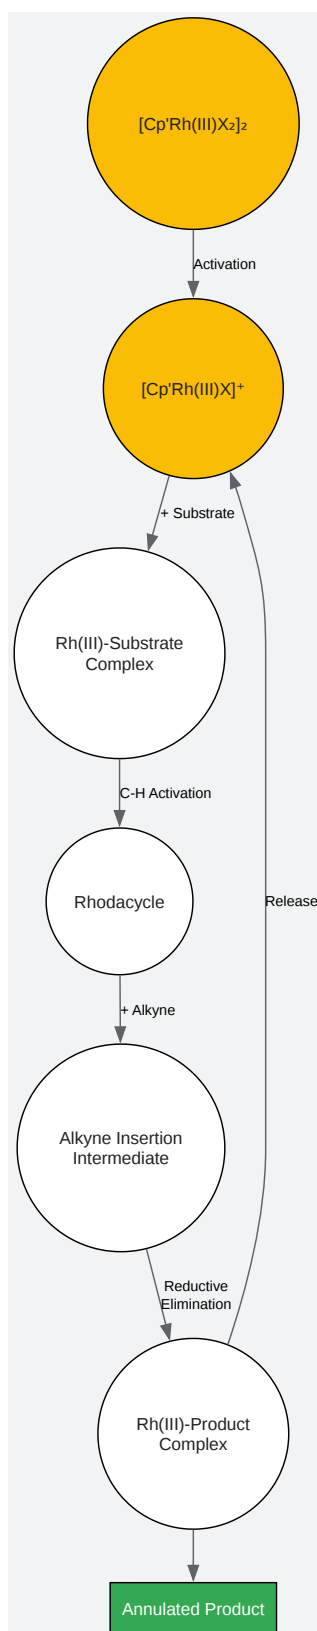 [Cp'Rh(III)X₂]₂
Activation
[Cp'Rh(III)X]⁺
+ Substrate
Rh(III)-Substrate
Complex
C-H Activation
Rhodacycle
Release
+ Alkyne
Alkyne Insertion
Intermediate
Reductive
Elimination
Rh(III)-Product
Complex
Annulated Product